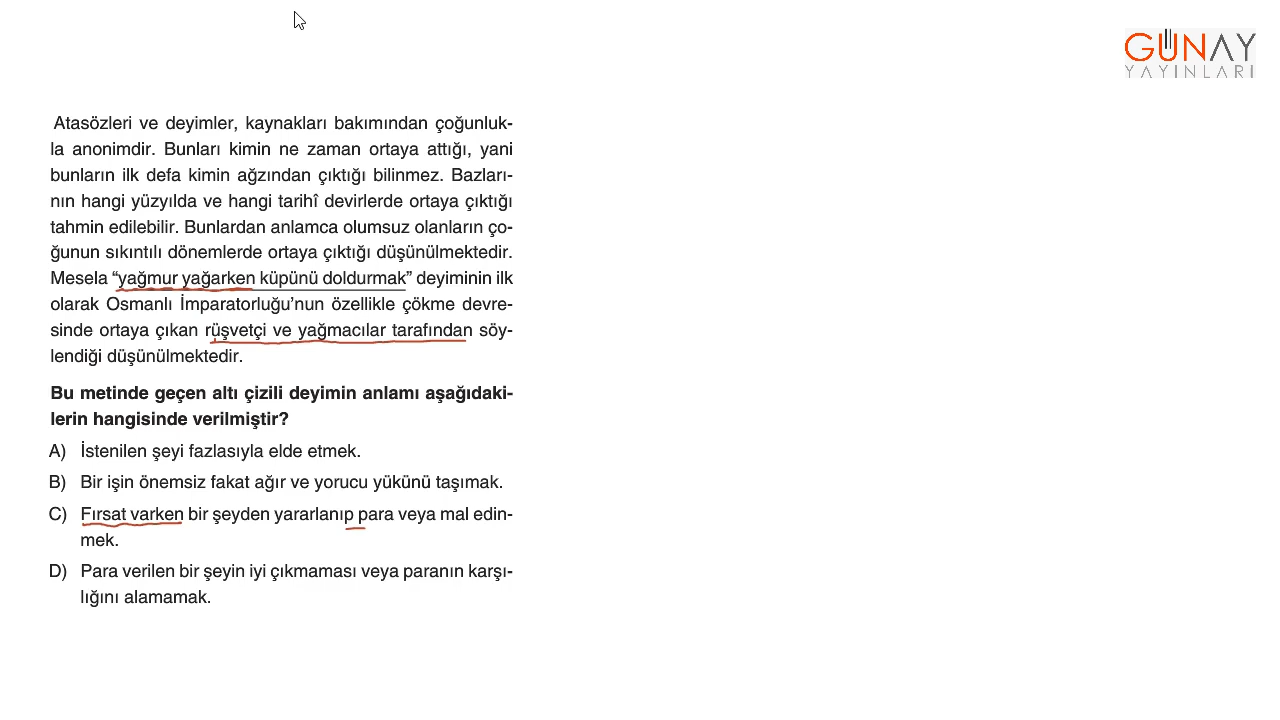 GÜNAY
YAYINLARI
Atasözleri ve deyimler, kaynakları bakımından çoğunluk-
la anonimdir. Bunları kimin ne zaman ortaya attığı, yani
bunların ilk defa kimin ağzından çıktığı bilinmez. Bazıları-
nın hangi yüzyılda ve hangi tarihî devirlerde ortaya çıktığı
tahmin edilebilir. Bunlardan anlamca olumsuz olanların ço-
ğunun sıkıntılı dönemlerde ortaya çıktığı düşünülmektedir.
Mesela “yağmur yağarken küpünü doldurmak” deyiminin ilk
olarak Osmanlı İmparatorluğu’nun özellikle çökme devre-
sinde ortaya çıkan rüşvetçi ve yağmacılar tarafından söy-
lendiği düşünülmektedir.
Bu metinde geçen altı çizili deyimin anlamı aşağıdaki-
lerin hangisinde verilmiştir?
A) İstenilen şeyi fazlasıyla elde etmek.
B) Bir işin önemsiz fakat ağır ve yorucu yükünü taşımak.
C) Fırsat varken bir şeyden yararlanıp para veya mal edin-
mek.
D) Para verilen bir şeyin iyi çıkmaması veya paranın karşı-
lığını alamamak.